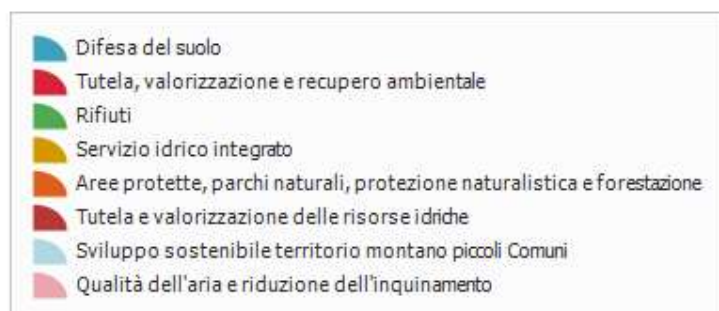 Difesa del suolo
Tutela, valorizzazione e recupero ambientale
Rifiuti
Servizio idrico integrato
Aree protette, parchi naturali, protezione naturalistica e forestazione
Tutela e valorizzazione delle risorse idriche
Sviluppo sostenibile territorio montano piccoli Comuni
Qualità dell'aria e riduzione dell'inquinamento